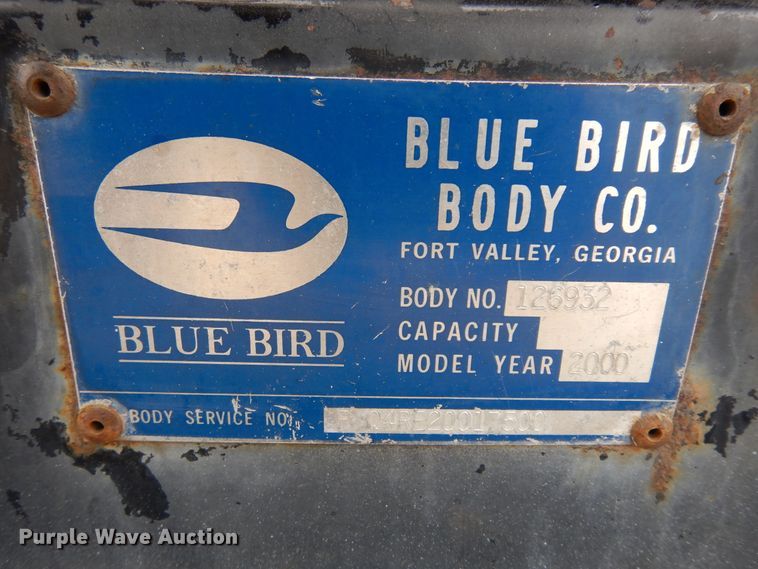 BLUE BIRD
BLUE BIRD
BODY CO.
FORT VALLEY, GEORGIA
BODY NO. 126932
CAPACITY
MODEL YEAR 2000
BODY SERVICE NO.
Purple Wave Auction